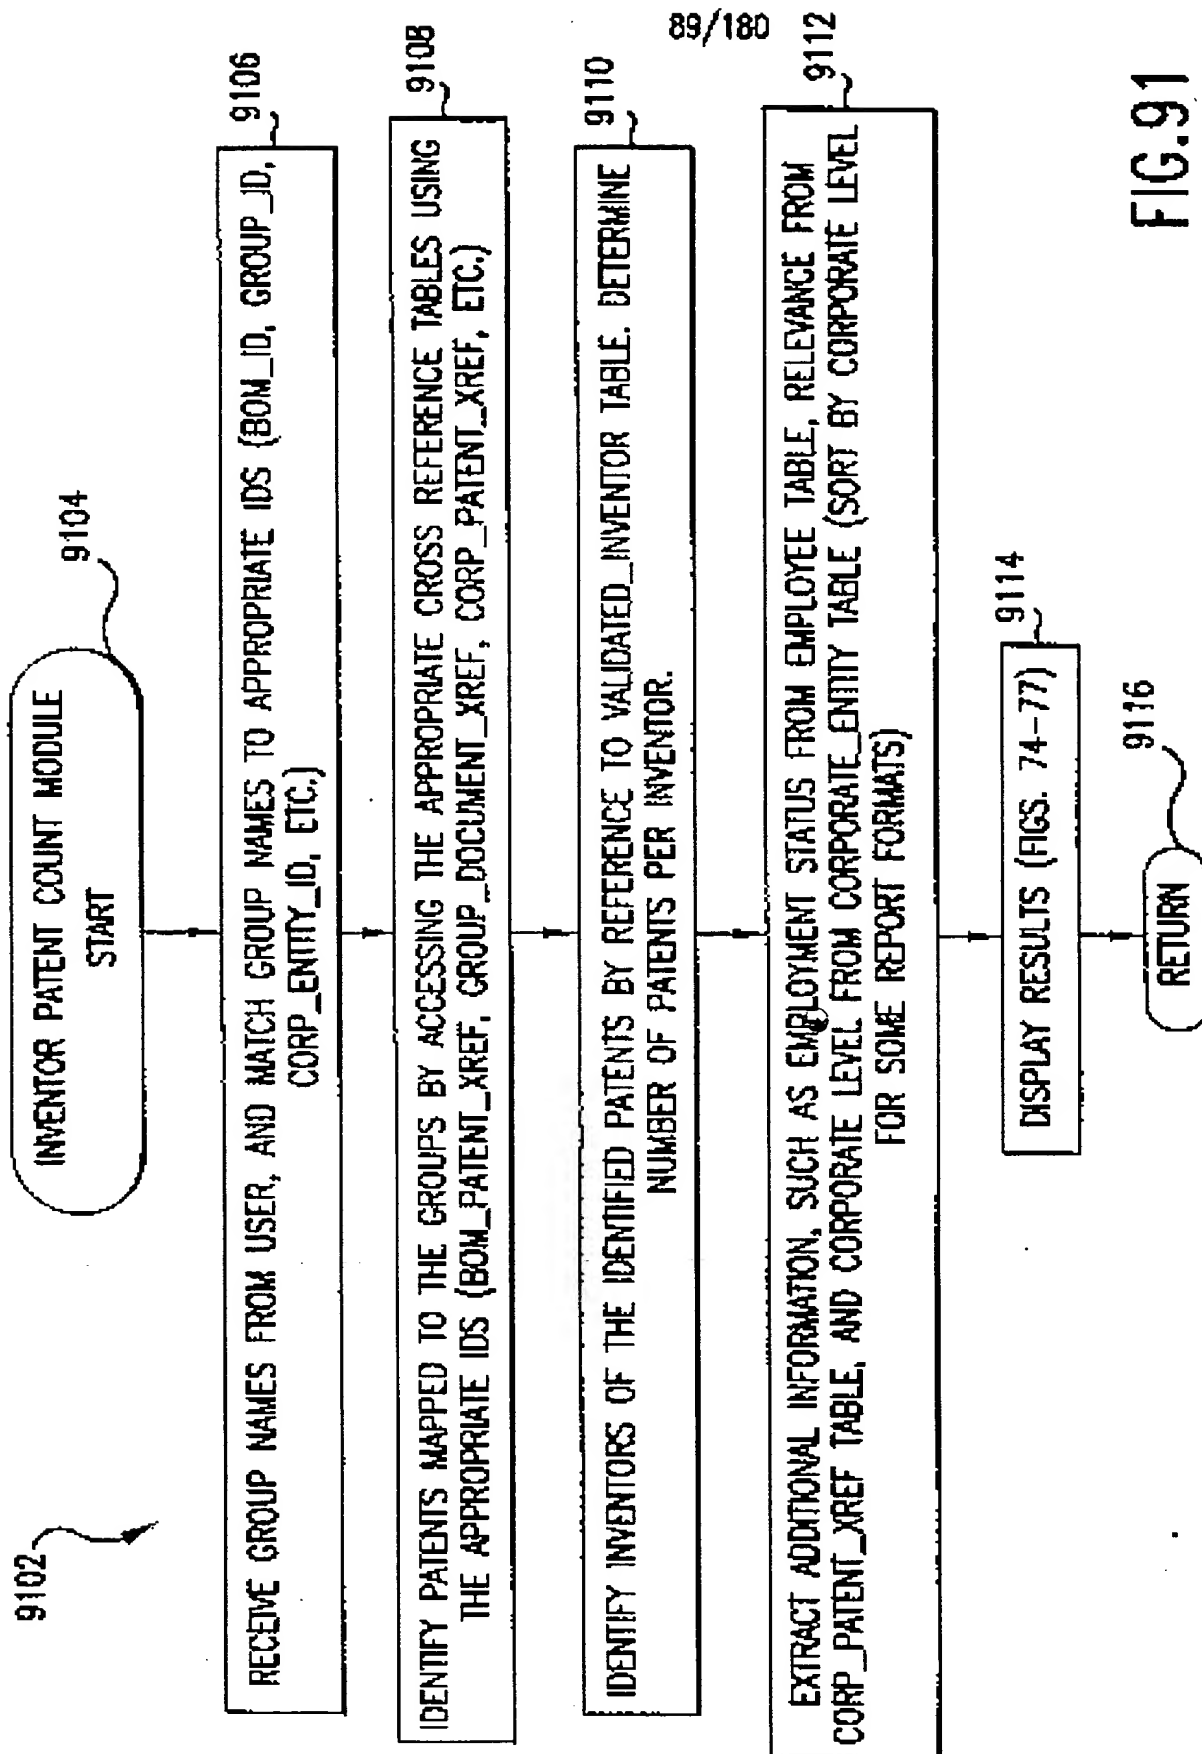 89/180
9102
INVENTOR PATENT COUNT MODULE
START
9104
RECEIVE GROUP NAMES FROM USER, AND MATCH GROUP NAMES TO APPROPRIATE IDS (BOM_ID, GROUP_ID,
CORP_ENTITY_ID, ETC.)
9106
IDENTIFY PATENTS MAPPED TO THE GROUPS BY ACCESSING THE APPROPRIATE CROSS REFERENCE TABLES USING
THE APPROPRIATE IDS (BOM_PATENT_XREF, GROUP_DOCUMENT_XREF, CORP_PATENT_XREF, ETC.)
9108
IDENTIFY INVENTORS OF THE IDENTIFIED PATENTS BY REFERENCE TO VALIDATED_INVENTOR TABLE. DETERMINE
NUMBER OF PATENTS PER INVENTOR.
9110
EXTRACT ADDITIONAL INFORMATION, SUCH AS EMPLOYMENT STATUS FROM EMPLOYEE TABLE, RELEVANCE FROM
CORP_PATENT_XREF TABLE, AND CORPORATE LEVEL FROM CORPORATE_ENTITY TABLE (SORT BY CORPORATE LEVEL
FOR SOME REPORT FORMATS)
9112
DISPLAY RESULTS (FIGS. 74-77)
9114
RETURN
9116
FIG.91